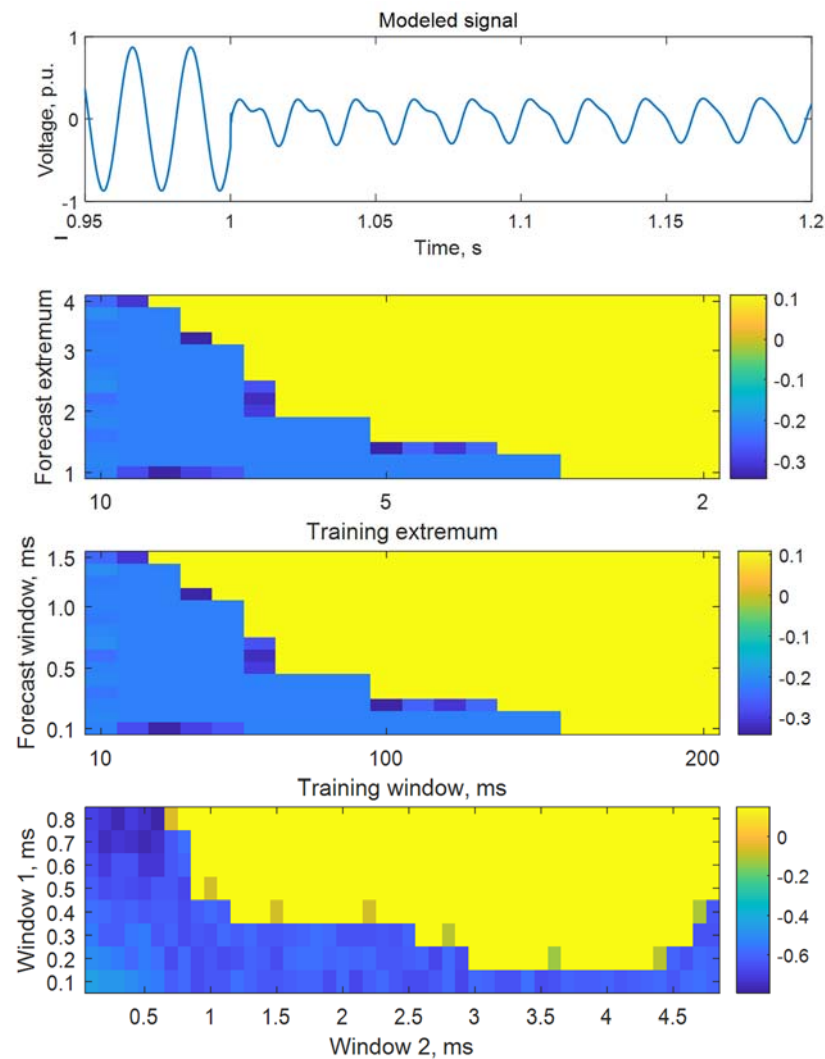 Modeled signal
Voltage, p.u.
1
0
-1
0.95 1 1.05 1.1 1.15 1.2
Time, s
Forecast extremum
4
3
2
1
10 5 2
Training extremum
0.1
0
-0.1
-0.2
-0.3
Forecast window, ms
1.5
1.0
0.5
0.1
10 100 200
Training window, ms
0.1
0
-0.1
-0.2
-0.3
Window 1, ms
0.8
0.7
0.6
0.5
0.4
0.3
0.2
0.1
0.5 1 1.5 2 2.5 3 3.5 4 4.5
Window 2, ms
0
-0.2
-0.4
-0.6